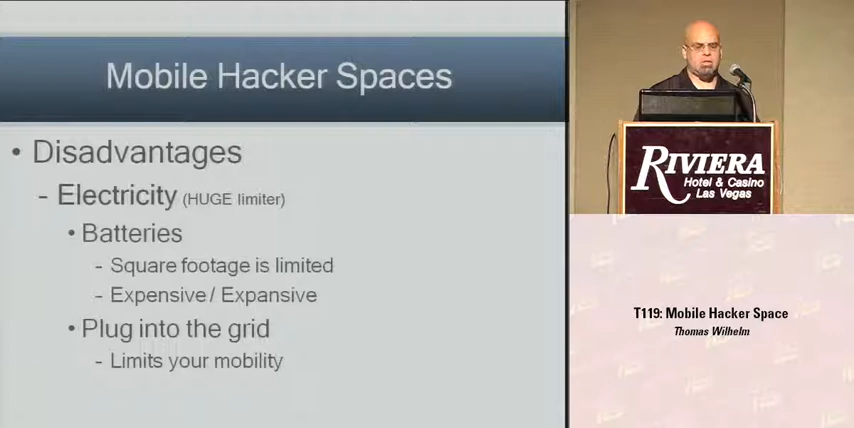 Mobile Hacker Spaces
• Disadvantages
- Electricity (HUGE limiter)
• Batteries
- Square footage is limited
- Expensive / Expansive
• Plug into the grid
- Limits your mobility
RIVIERA
Hotel & Casino
Las Vegas
T119: Mobile Hacker Space
Thomas Wilhelm